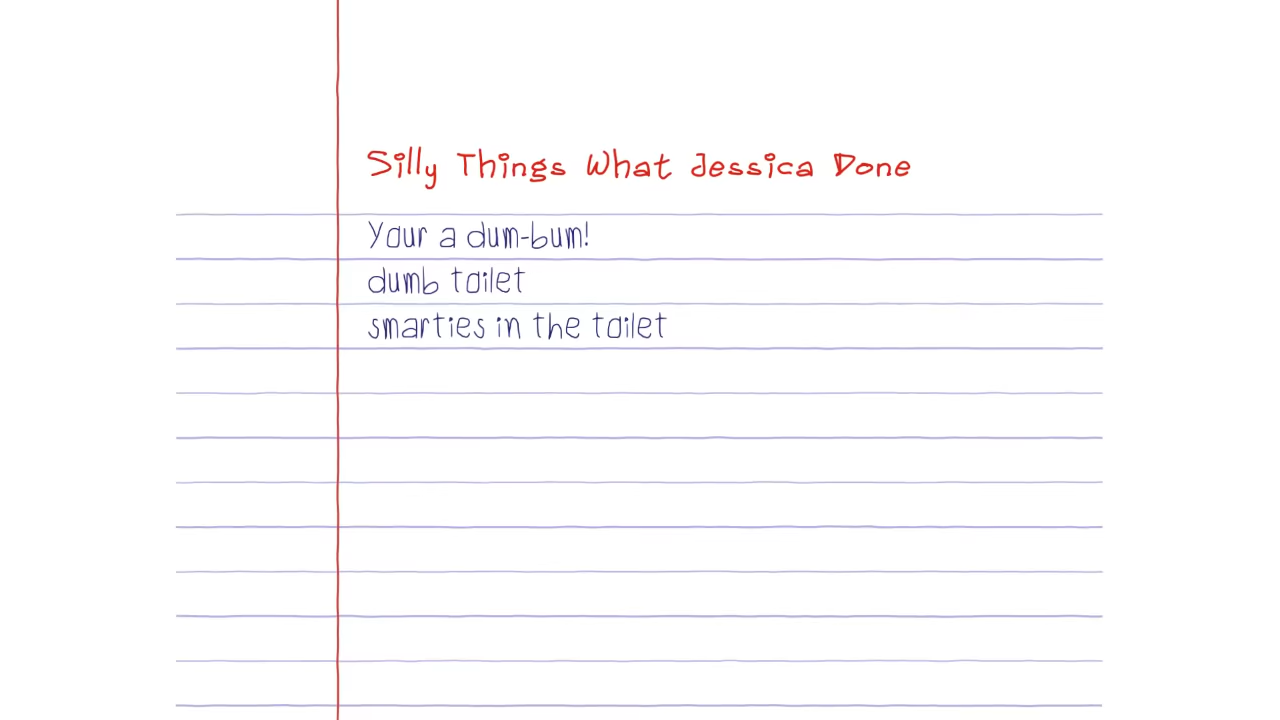 Silly Things What Jessica Done
Your a dum-bum!
dumb toilet
smarties in the toilet